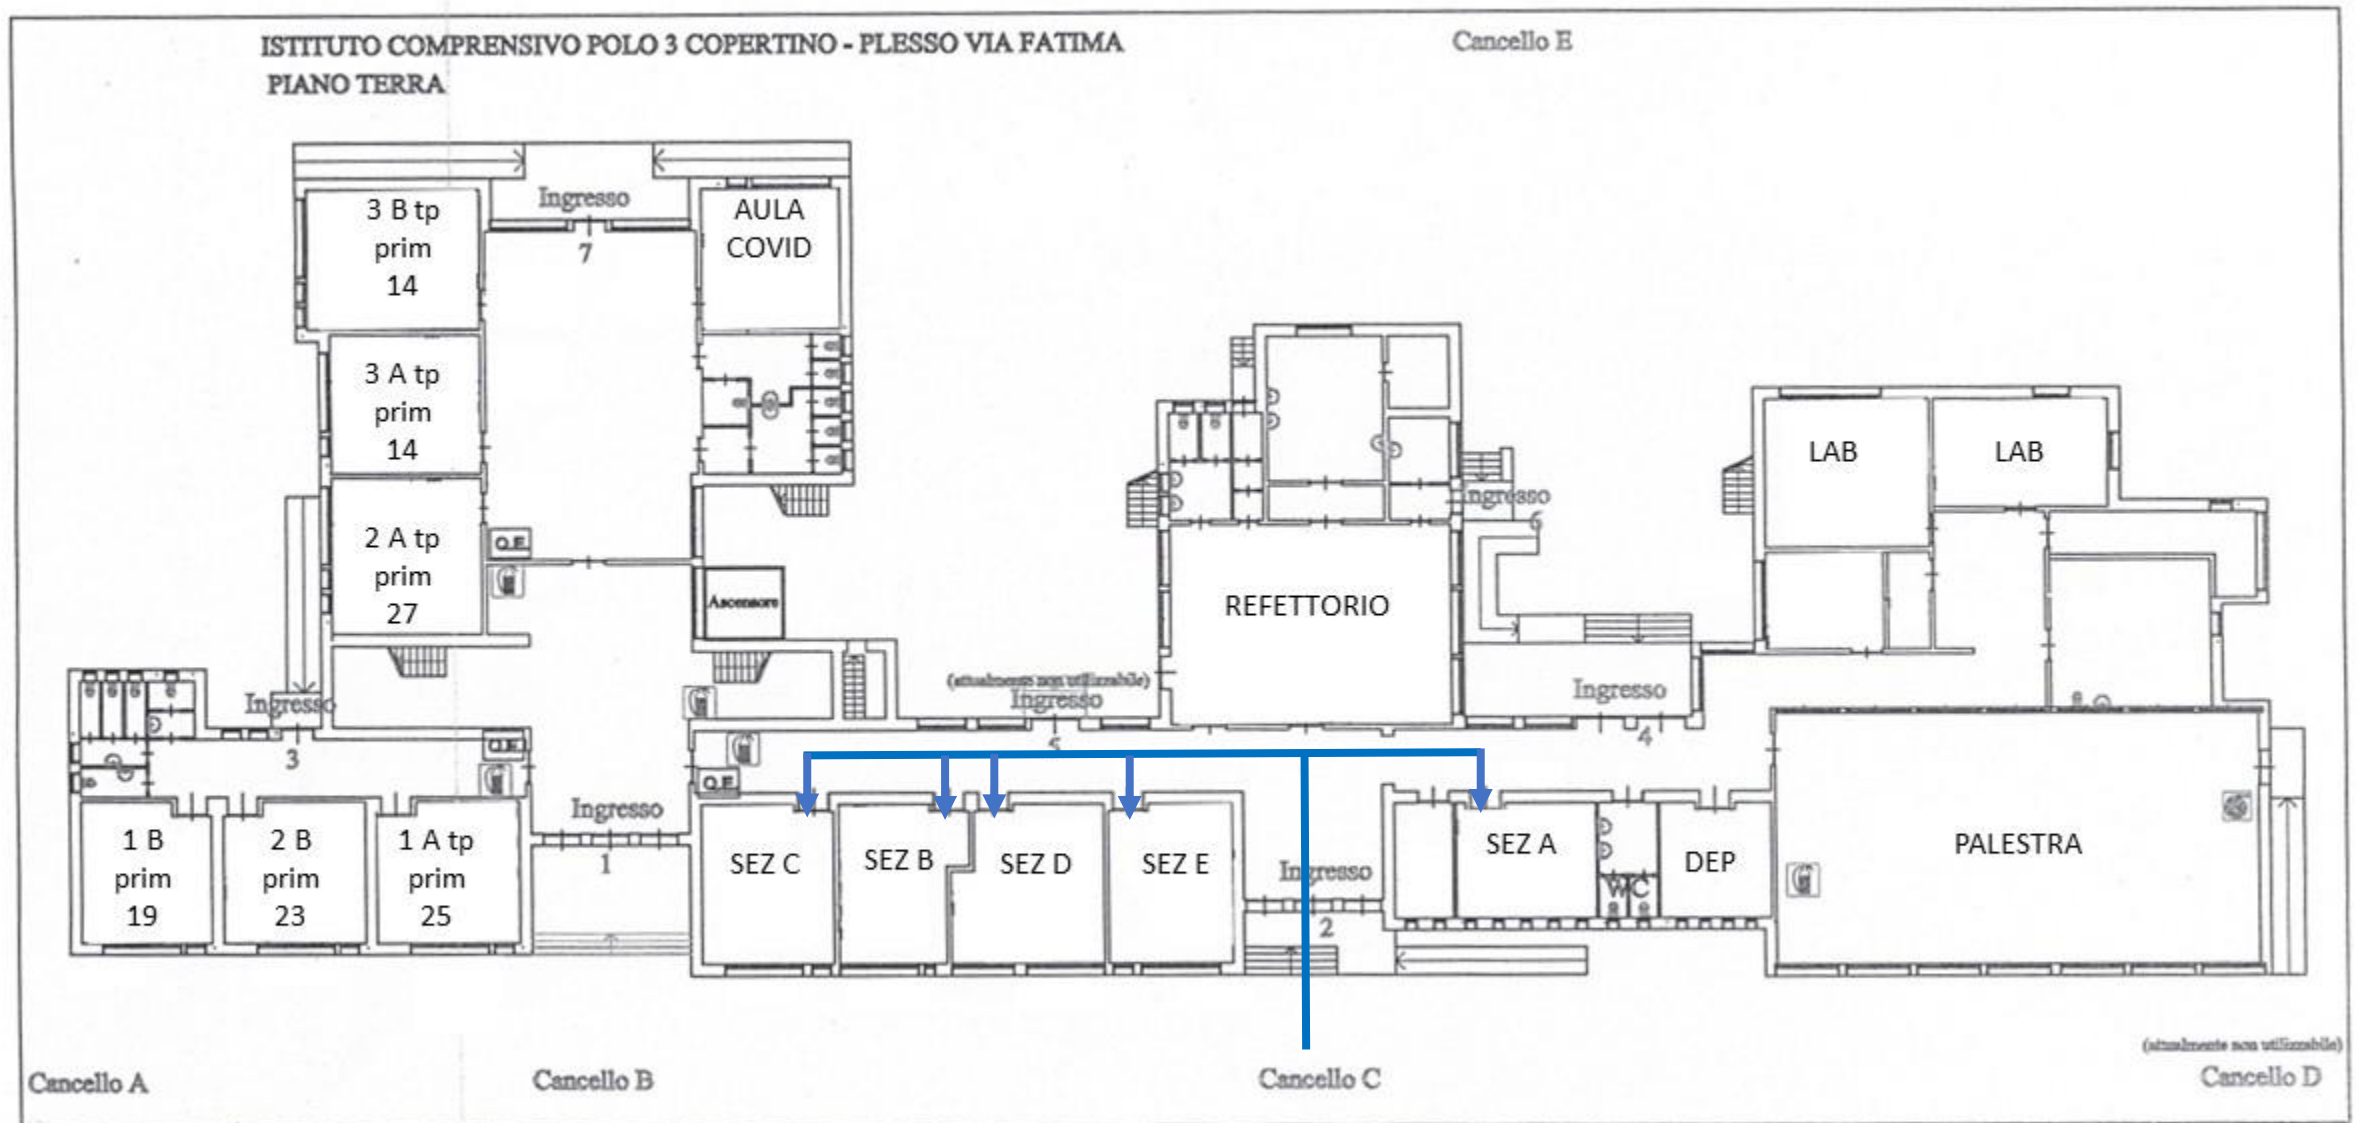 ISTITUTO COMPRENSIVO POLO 3 COPERTINO - PLESSO VIA FATIMA
PIANO TERRA
Cancello E
Ingresso
7
3 B tp
prim
14
AULA
COVID
3 A tp
prim
14
2 A tp
prim
27
Q.E.
Ascensore
Ingresso
6
LAB
LAB
REFETTORIO
(attualmente non utilizzabile)
Ingresso
5
Ingresso
4
Ingresso
3
Q.E.
Q.E.
1 B
prim
19
2 B
prim
23
1 A tp
prim
25
Ingresso
1
SEZ C
SEZ B
SEZ D
SEZ E
Ingresso
2
SEZ A
WC
DEP
PALESTRA
Cancello A
Cancello B
Cancello C
(attualmente non utilizzabile)
Cancello D